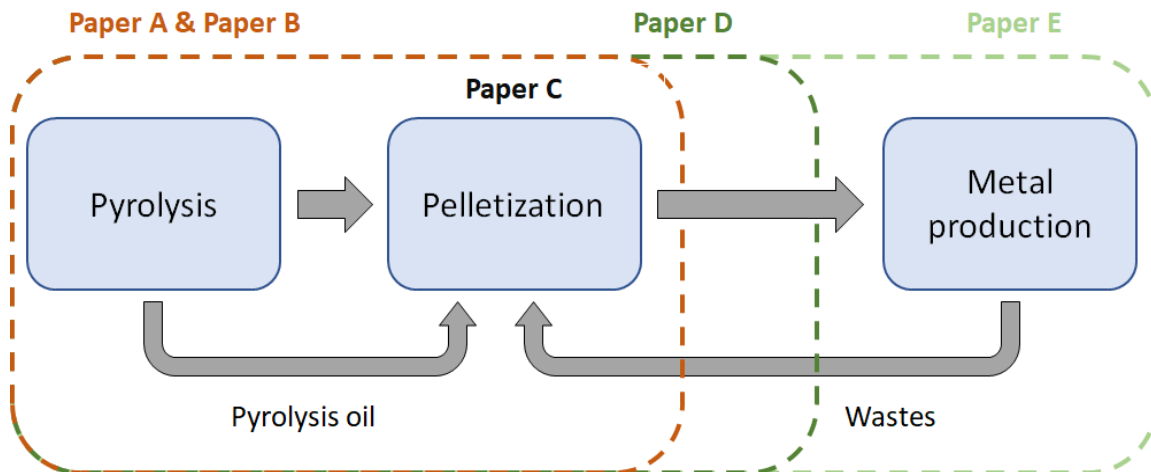 Paper A & Paper B
Paper D
Paper E
Paper C
Pyrolysis
Pelletization
Metal
production
Pyrolysis oil
Wastes